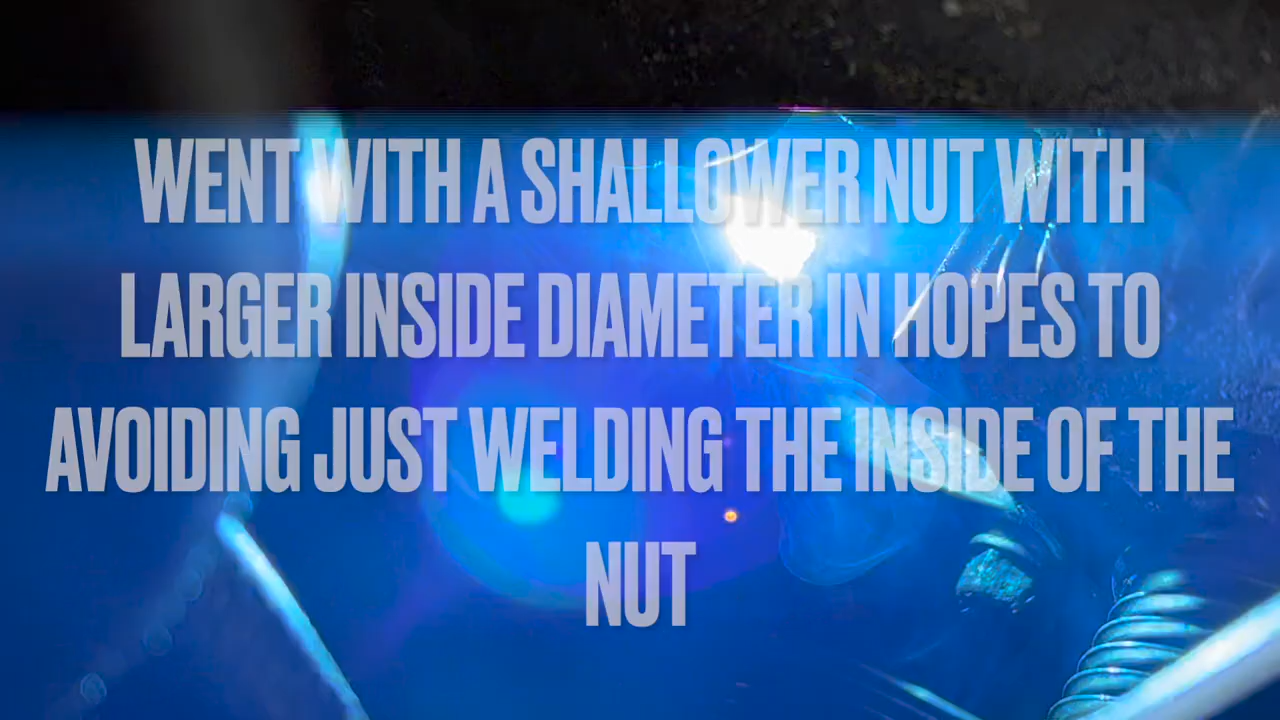 WENT WITH A SHALLOWER NUT WITH
LARGER INSIDE DIAMETER IN HOPES TO
AVOIDING JUST WELDING THE INSIDE OF THE
NUT